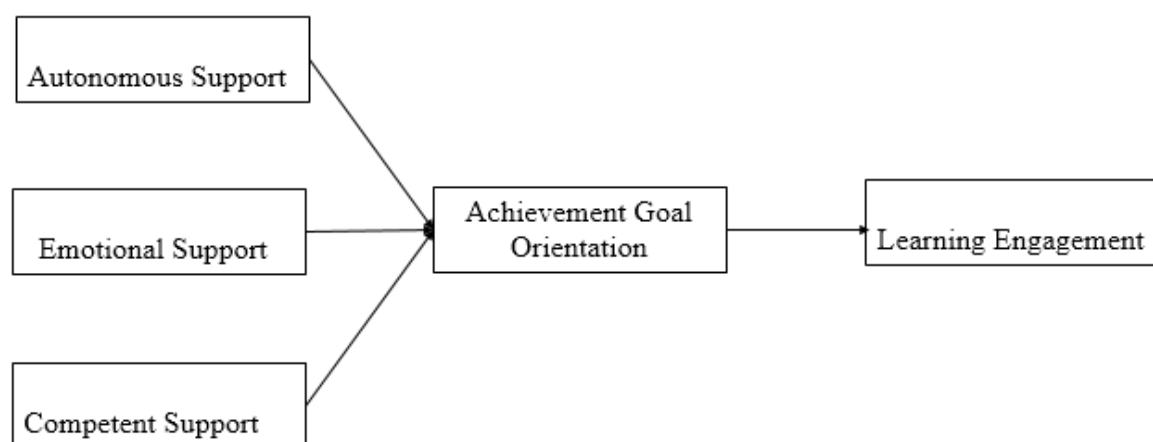 Autonomous Support
Emotional Support
Competent Support
Achievement Goal
Orientation
Learning Engagement